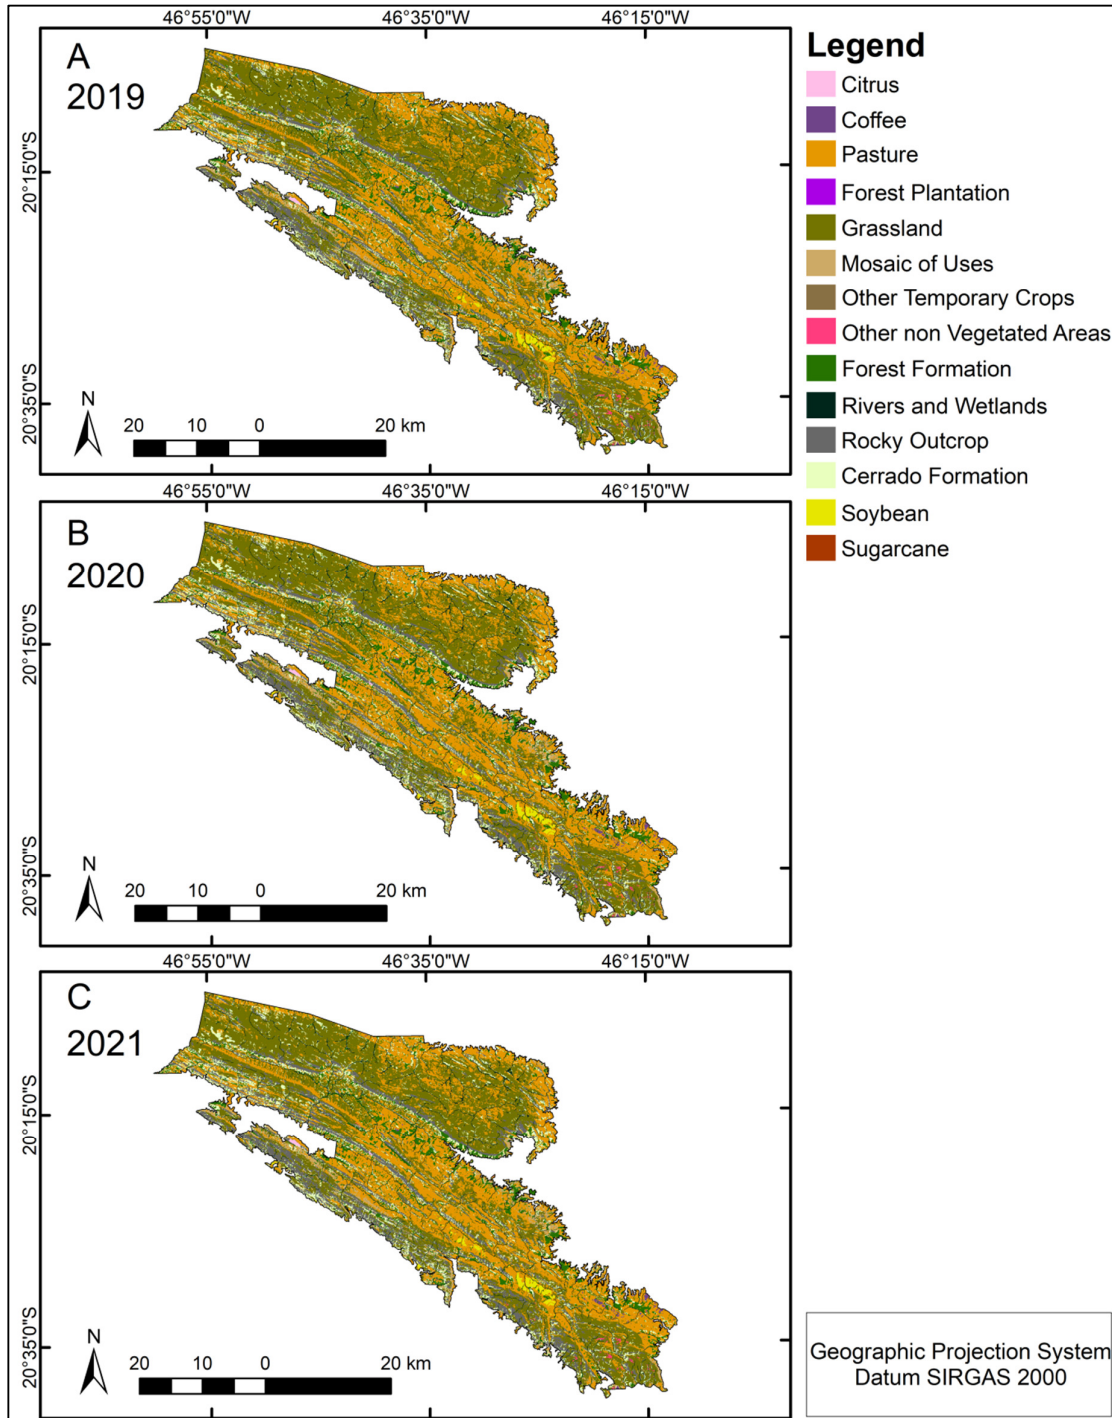 46°55'0"W 46°35'0"W 46°15'0"W
A
2019
20°15'0"S
20°35'0"S
N
20 10 0 20 km
46°55'0"W 46°35'0"W 46°15'0"W
B
2020
20°15'0"S
20°35'0"S
N
20 10 0 20 km
46°55'0"W 46°35'0"W 46°15'0"W
C
2021
20°15'0"S
20°35'0"S
N
20 10 0 20 km
Legend
Citrus
Coffee
Pasture
Forest Plantation
Grassland
Mosaic of Uses
Other Temporary Crops
Other non Vegetated Areas
Forest Formation
Rivers and Wetlands
Rocky Outcrop
Cerrado Formation
Soybean
Sugarcane
Geographic Projection System
Datum SIRGAS 2000